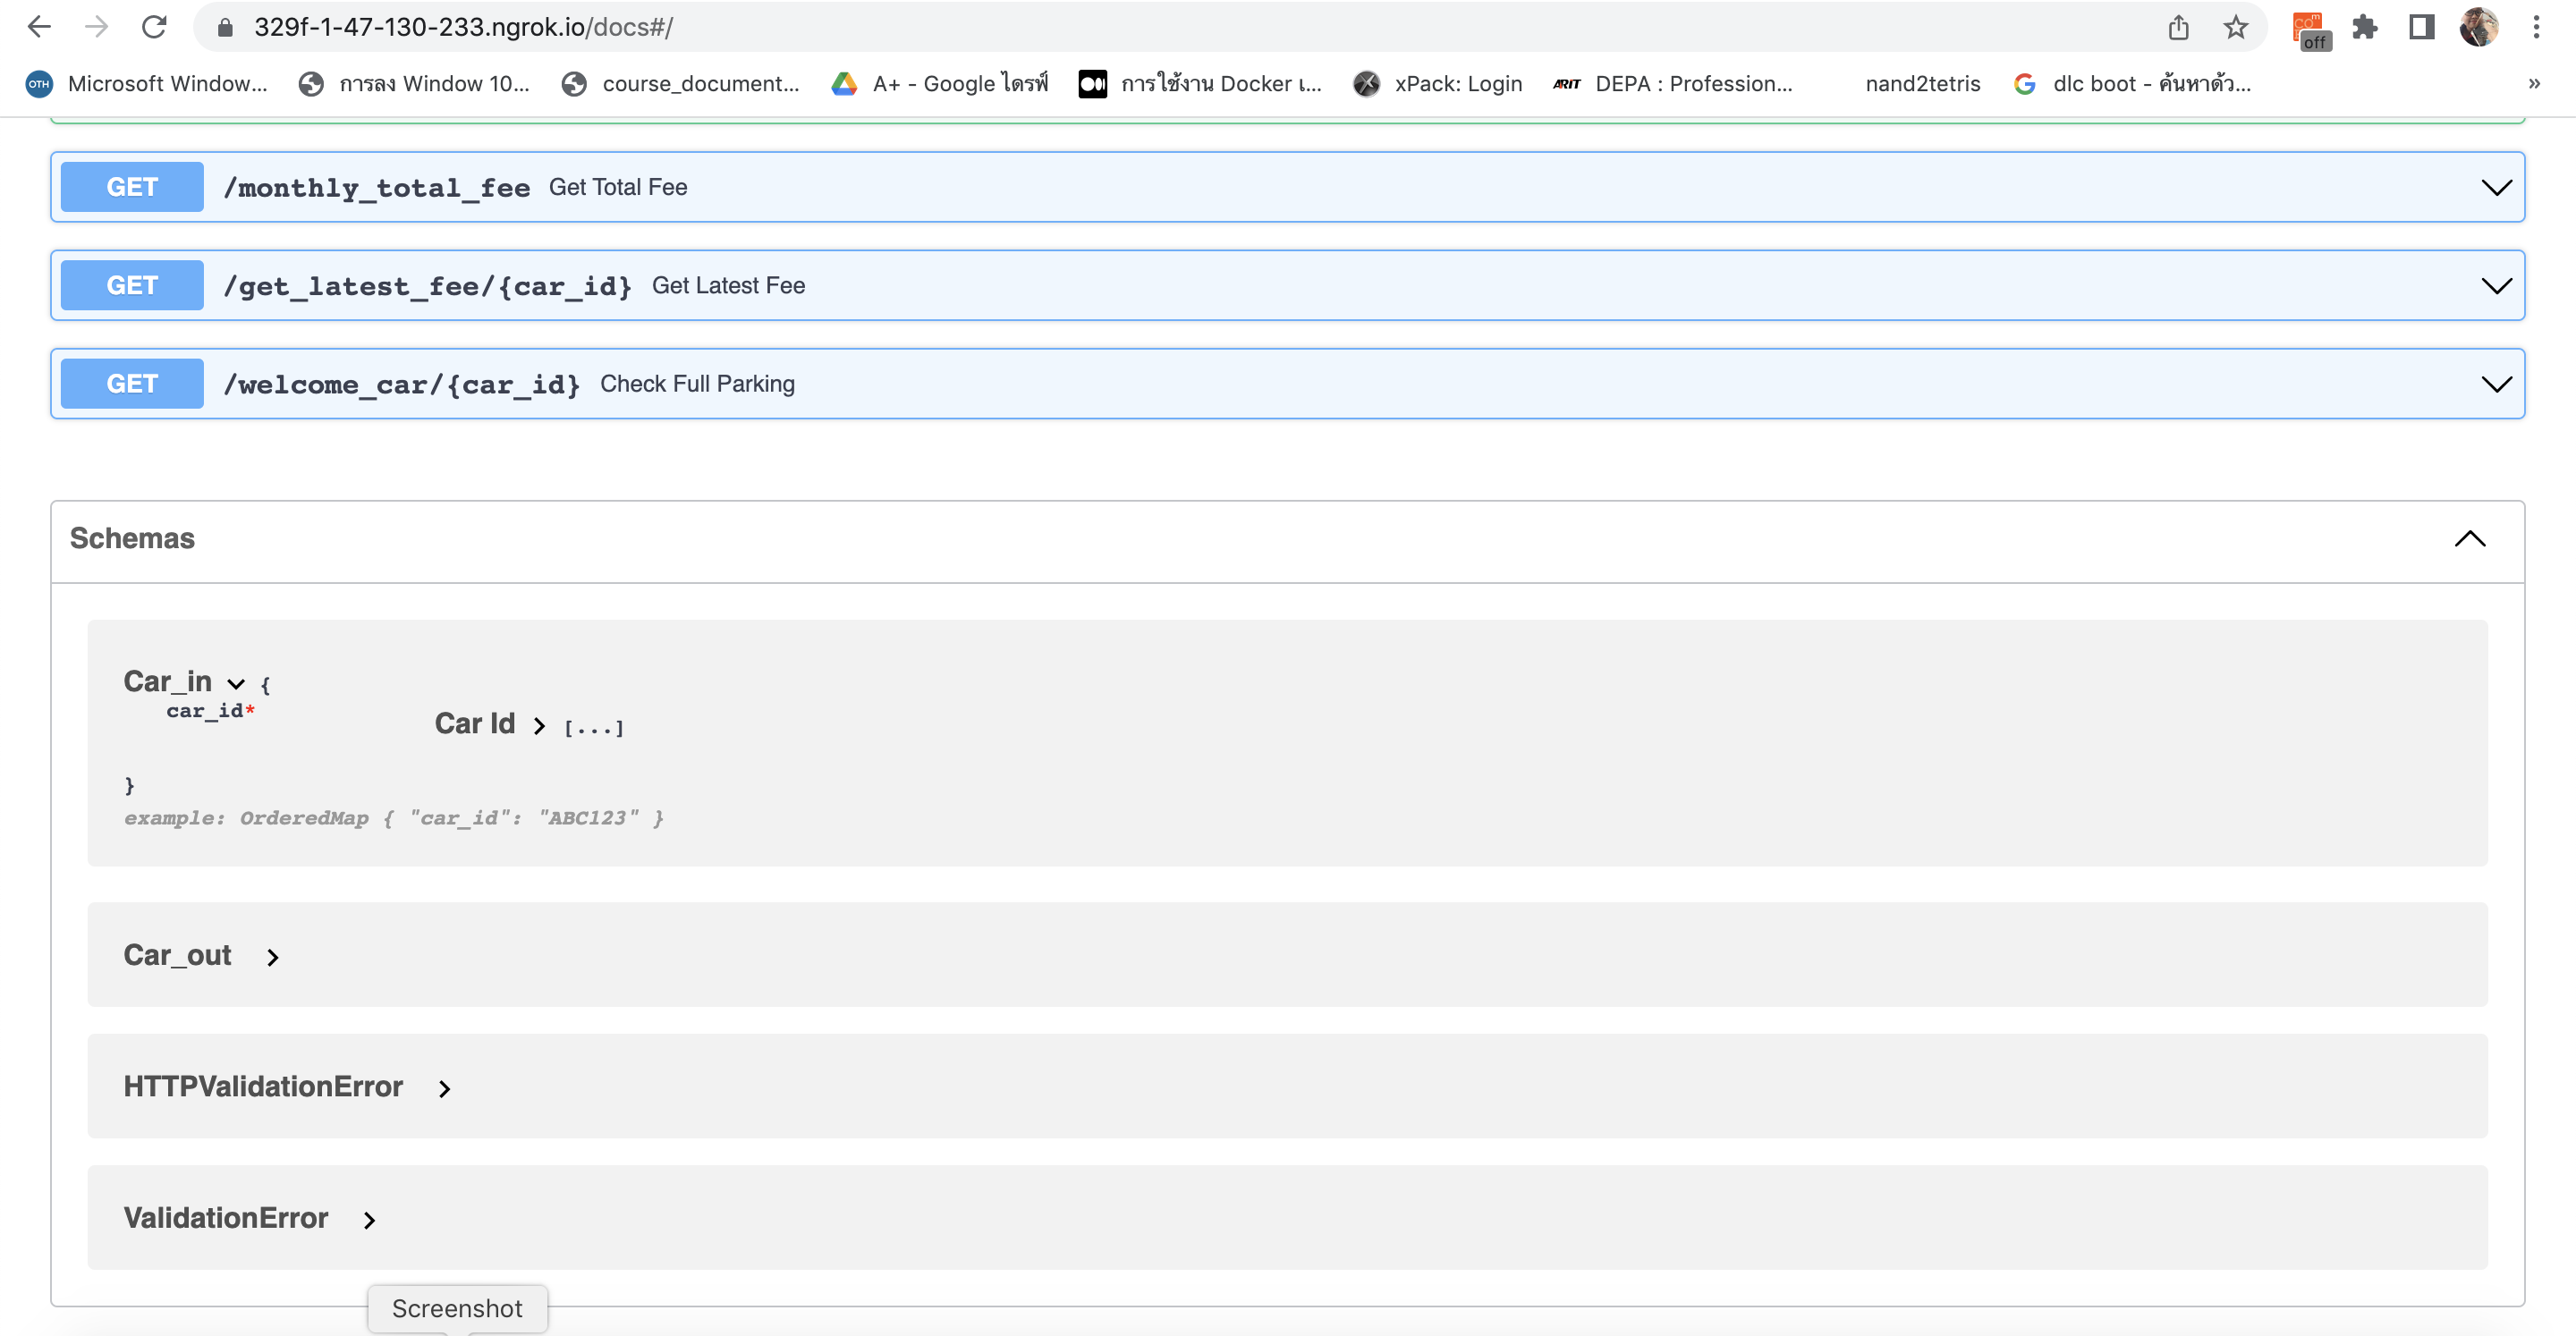 329f-1-47-130-233.ngrok.io/docs#/
off
OTH Microsoft Window... การลง Window 10... course_document... A+ - Google ไดรฟ์ การใช้งาน Docker เ... xPack: Login ARIT DEPA : Profession... nand2tetris dlc boot - ค้นหาด้ว... »
GET /monthly_total_fee Get Total Fee
GET /get_latest_fee/{car_id} Get Latest Fee
GET /welcome_car/{car_id} Check Full Parking
Schemas
Car_in {
car_id*
Car Id [...]
}
example: OrderedMap { "car_id": "ABC123" }
Car_out
HTTPValidationError
ValidationError
Screenshot